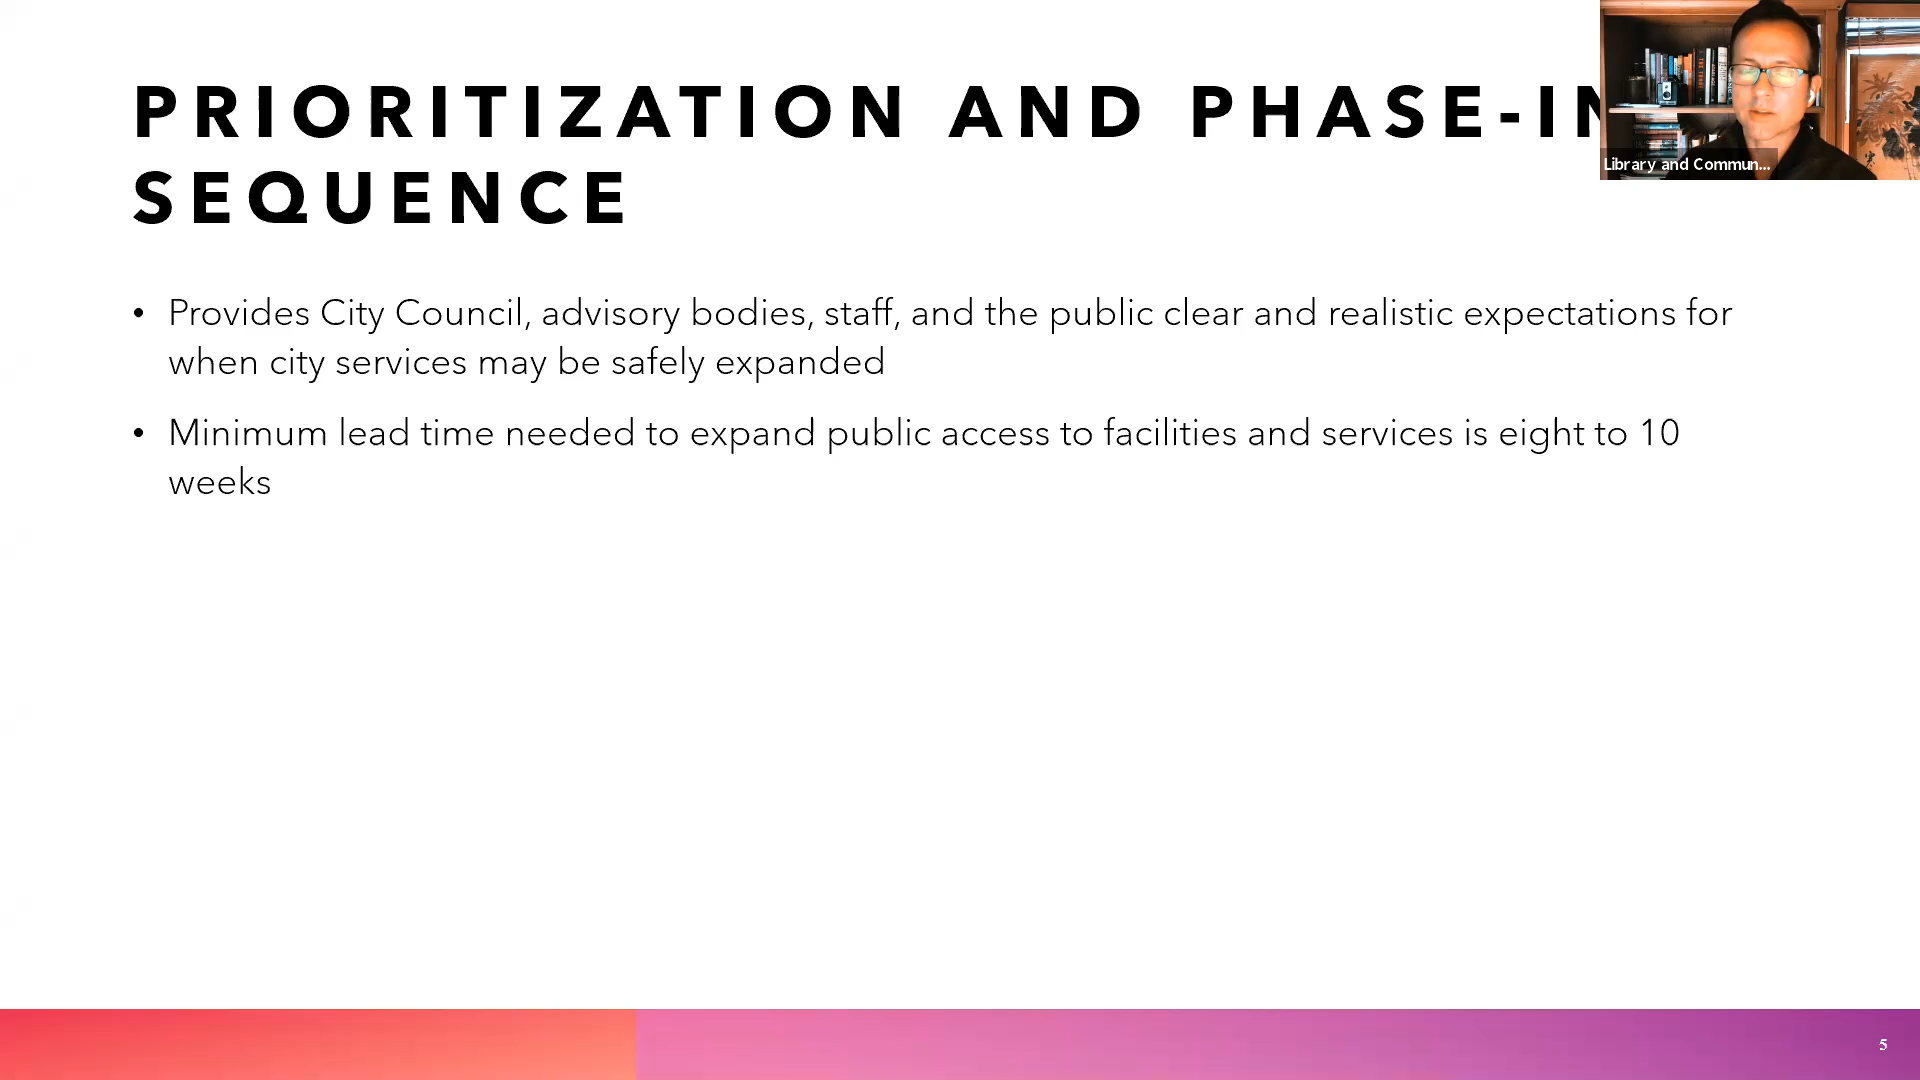 PRIORITIZATION AND PHASE-IN
SEQUENCE
• Provides City Council, advisory bodies, staff, and the public clear and realistic expectations for
when city services may be safely expanded
• Minimum lead time needed to expand public access to facilities and services is eight to 10
weeks
Library and Commun...
5